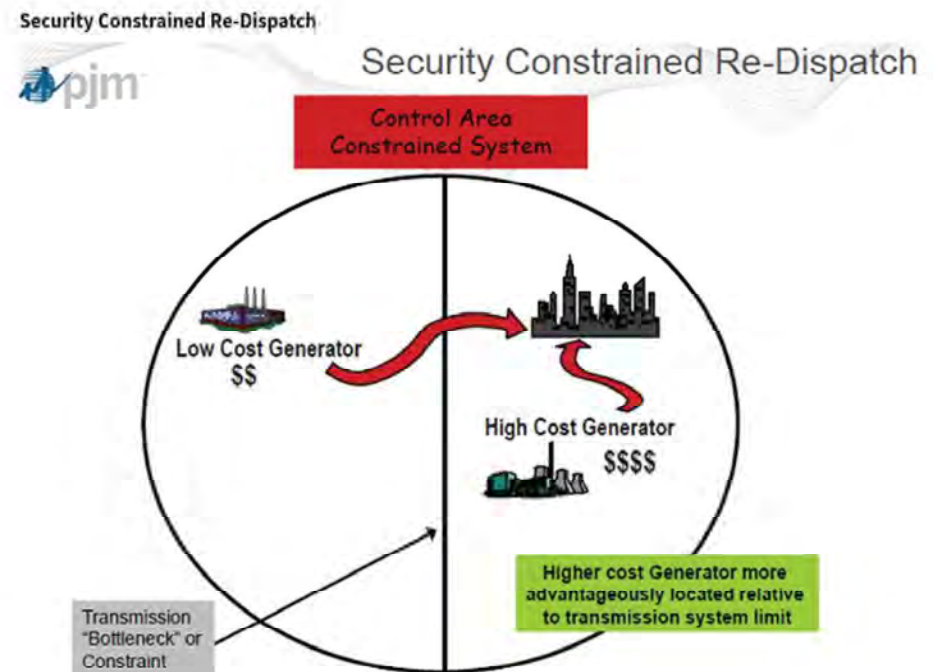 Security Constrained Re-Dispatch
pjm
Security Constrained Re-Dispatch
Control Area
Constrained System
Low Cost Generator
$$
High Cost Generator
$$$$
Higher cost Generator more
advantageously located relative
to transmission system limit
Transmission
"Bottleneck" or
Constraint